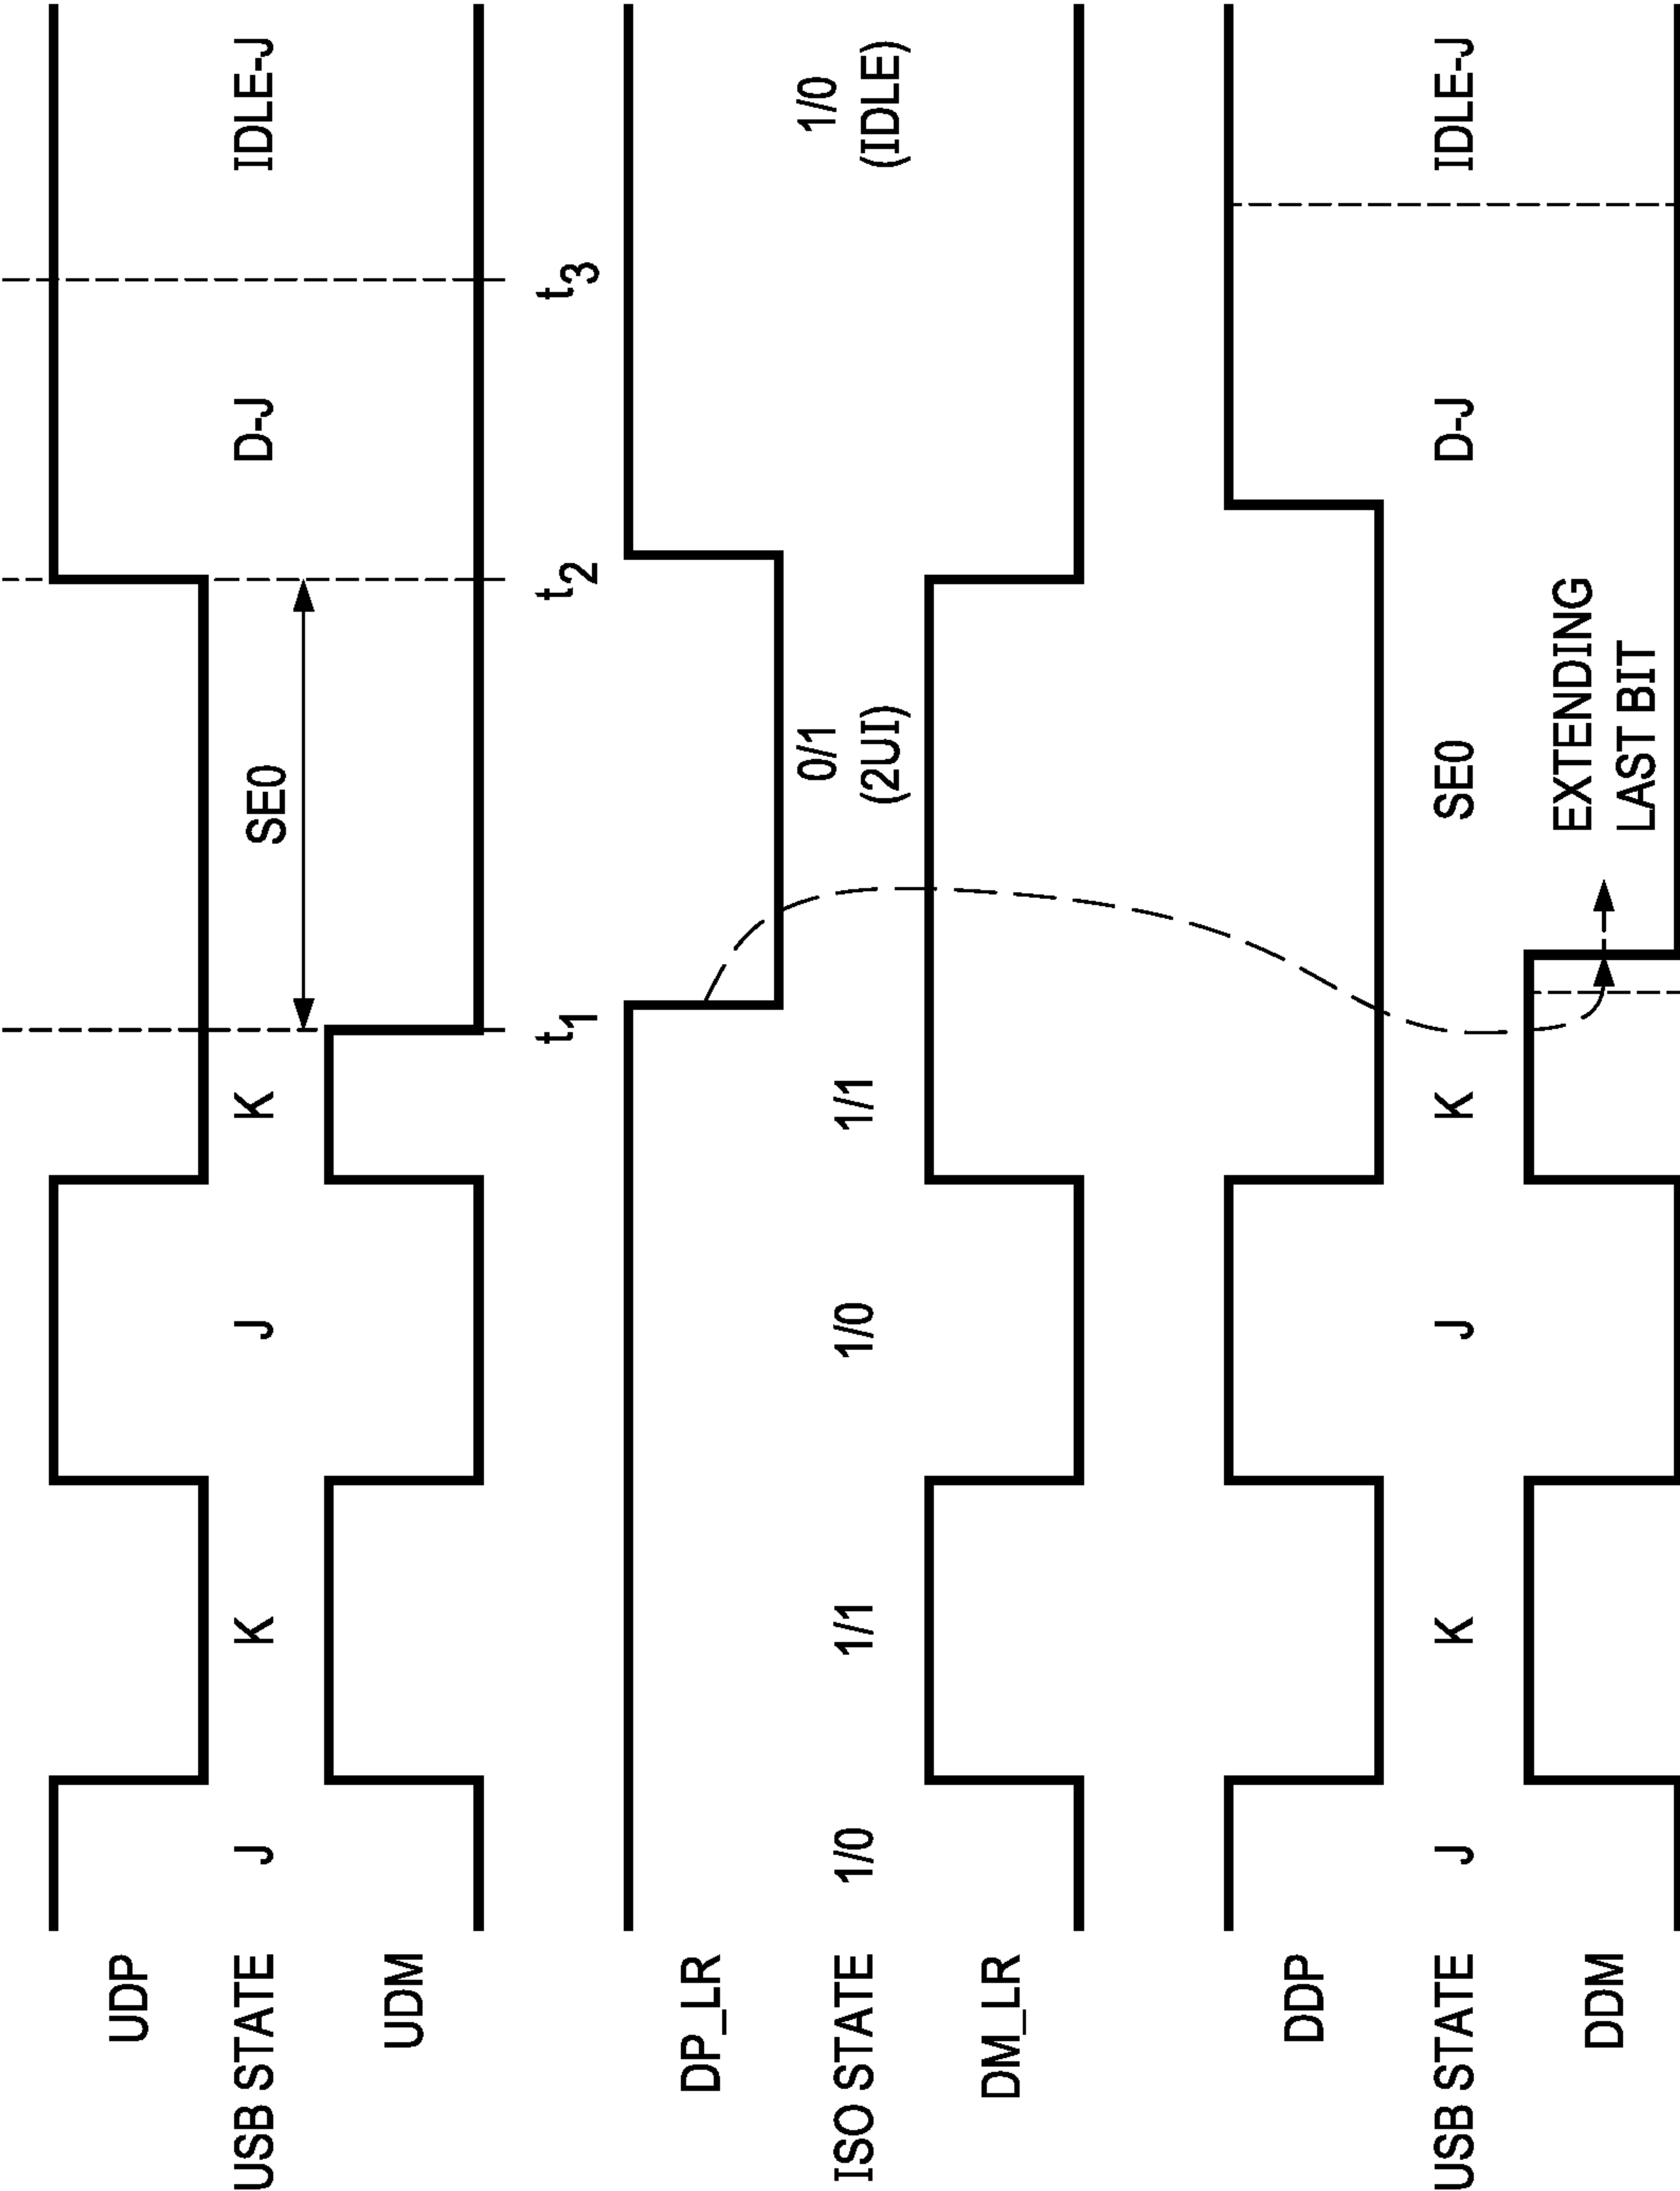 UDP
USB STATE J K J K SE0 D-J IDLE-J
UDM
t1 t2 t3
DP_LR
ISO STATE 1/0 1/1 1/0 1/1 0/1 1/0
(2UI) (IDLE)
DM_LR
DDP
USB STATE J K J K SE0 D-J IDLE-J
DDM
EXTENDING
LAST BIT